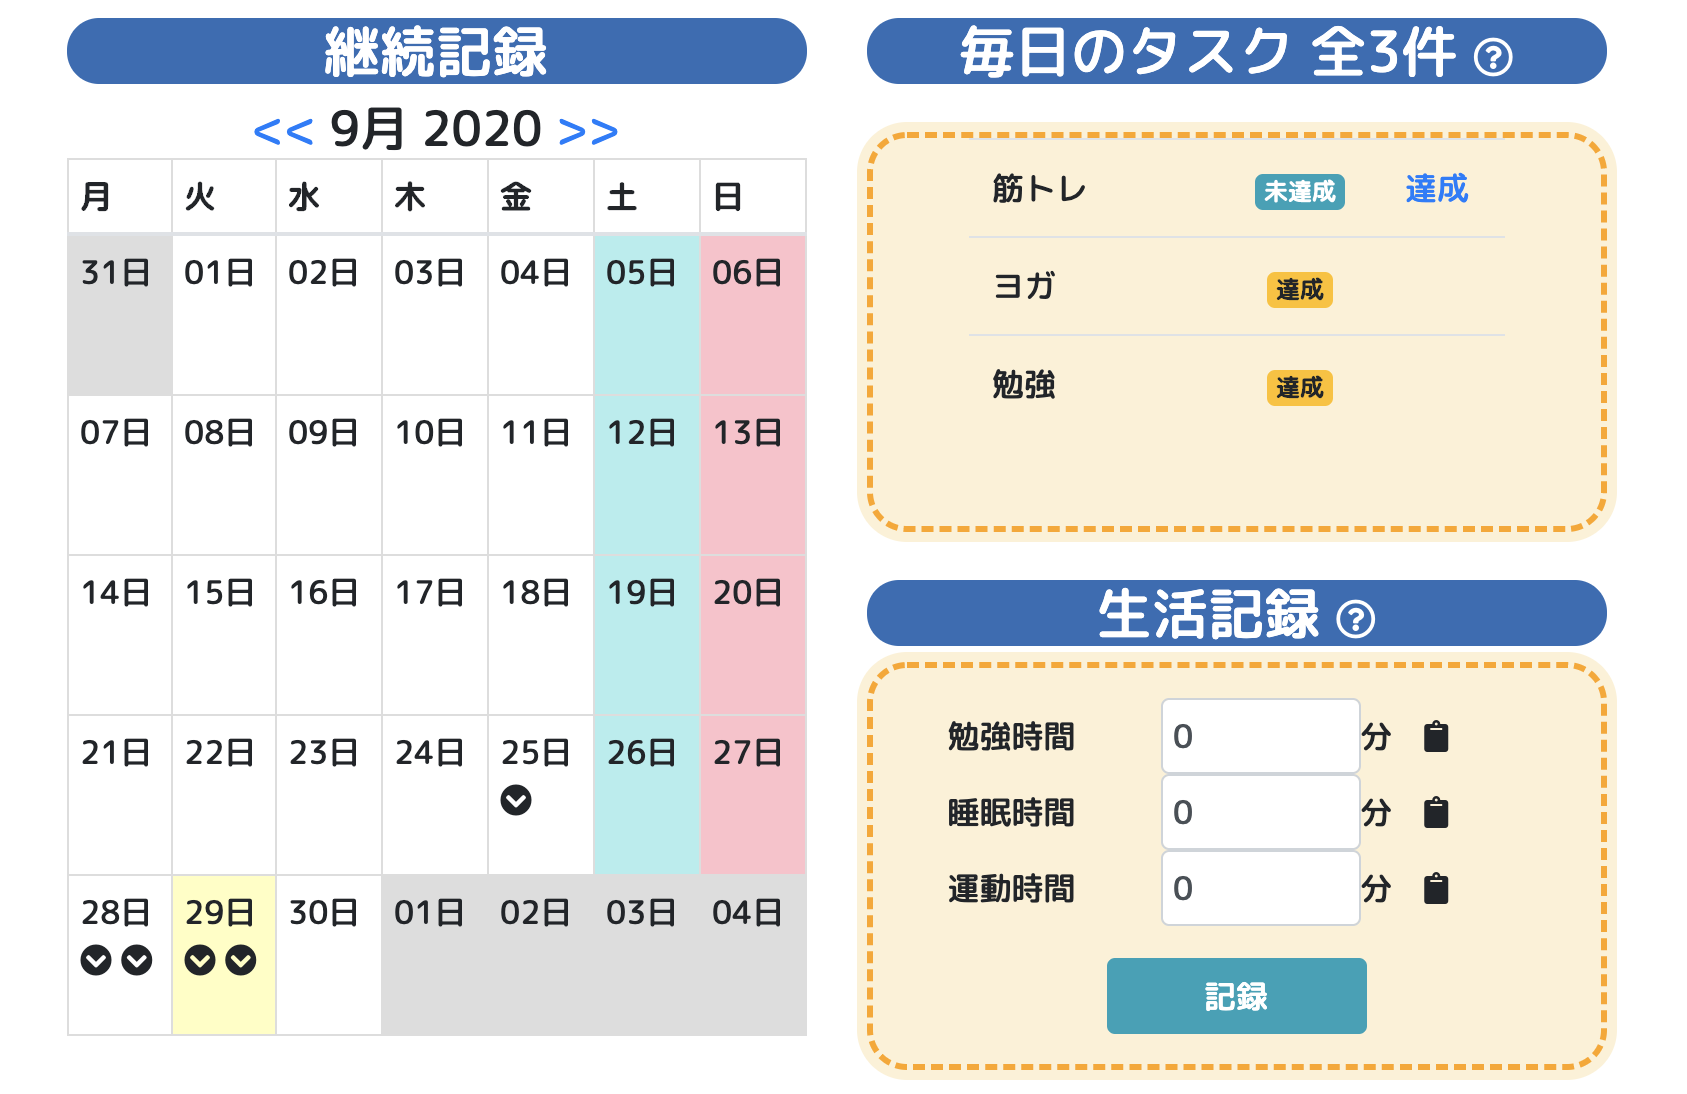 継続記録
<< 9月 2020 >>
月 火 水 木 金 土 日
31日 01日 02日 03日 04日 05日 06日
07日 08日 09日 10日 11日 12日 13日
14日 15日 16日 17日 18日 19日 20日
21日 22日 23日 24日 25日 26日 27日
28日 29日 30日 01日 02日 03日 04日
毎日のタスク 全3件 ?
筋トレ 未達成 達成
ヨガ 達成
勉強 達成
生活記録 ?
勉強時間 0 分
睡眠時間 0 分
運動時間 0 分
記録